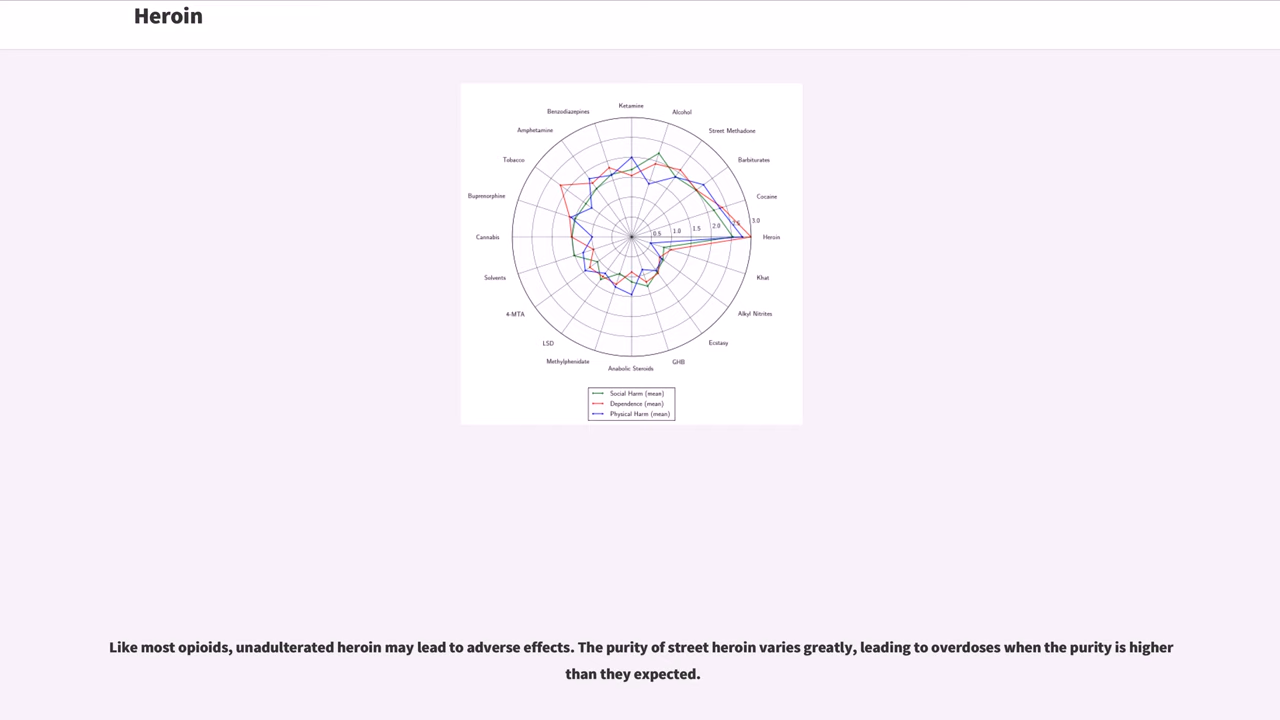 Heroin
Ketamine
Benzodiazepines
Alcohol
Amphetamine
Street Methadone
Tobacco
Barbiturates
Buprenorphine
Cocaine
3.0
2.5
2.0
1.5
1.0
0.5
Cannabis
Heroin
Solvents
Khat
4-MTA
Alkyl Nitrites
LSD
Ecstasy
Methylphenidate
GHB
Anabolic Steroids
Social Harm (mean)
Dependence (mean)
Physical Harm (mean)
Like most opioids, unadulterated heroin may lead to adverse effects. The purity of street heroin varies greatly, leading to overdoses when the purity is higher
than they expected.